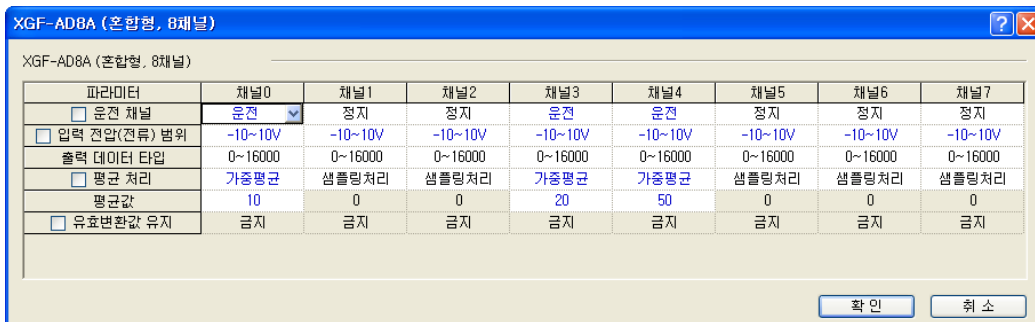 XGF-AD8A (혼합형, 8채널)
XGF-AD8A (혼합형, 8채널)
파라미터 채널0 채널1 채널2 채널3 채널4 채널5 채널6 채널7
운전 채널 운전 정지 정지 운전 운전 정지 정지 정지
입력 전압(전류) 범위 -10~10V -10~10V -10~10V -10~10V -10~10V -10~10V -10~10V -10~10V
출력 데이터 타입 0~16000 0~16000 0~16000 0~16000 0~16000 0~16000 0~16000 0~16000
평균 처리 가중평균 샘플링처리 샘플링처리 가중평균 가중평균 샘플링처리 샘플링처리 샘플링처리
평균값 10 0 0 20 50 0 0 0
유효변환값 유지 금지 금지 금지 금지 금지 금지 금지 금지
확인 취소